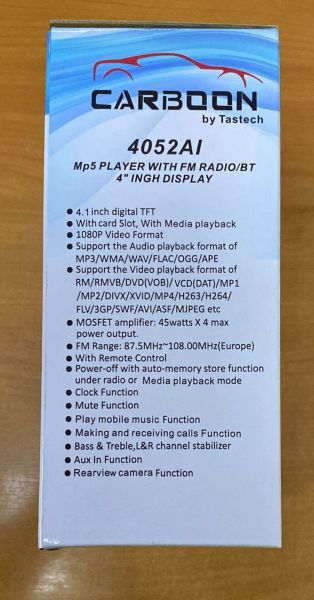 CARBOON
by Tastech
4052AI
Mp5 PLAYER WITH FM RADIO/BT
4" INGH DISPLAY
● 4.1 inch digital TFT
● With card Slot, With Media playback
● 1080P Video Format
● Support the Audio playback format of
MP3/WMA/WAV/FLAC/OGG/APE
● Support the Video playback format of
RM/RMVB/DVD(VOB)/VCD(DAT)/MP1
/MP2/DIVX/XVID/MP4/H263/H264/
FLV/3GP/SWF/AVI/ASF/MJPEG etc
● MOSFET amplifier: 45watts X 4 max
power output.
● FM Range: 87.5MHz~108.00MHz(Europe)
● With Remote Control
● Power-off with auto-memory store function
under radio or Media playback mode
● Clock Function
● Mute Function
● Play mobile music Function
● Making and receiving calls Function
● Bass & Treble,L&R channel stabilizer
● Aux In Function
● Rearview camera Function